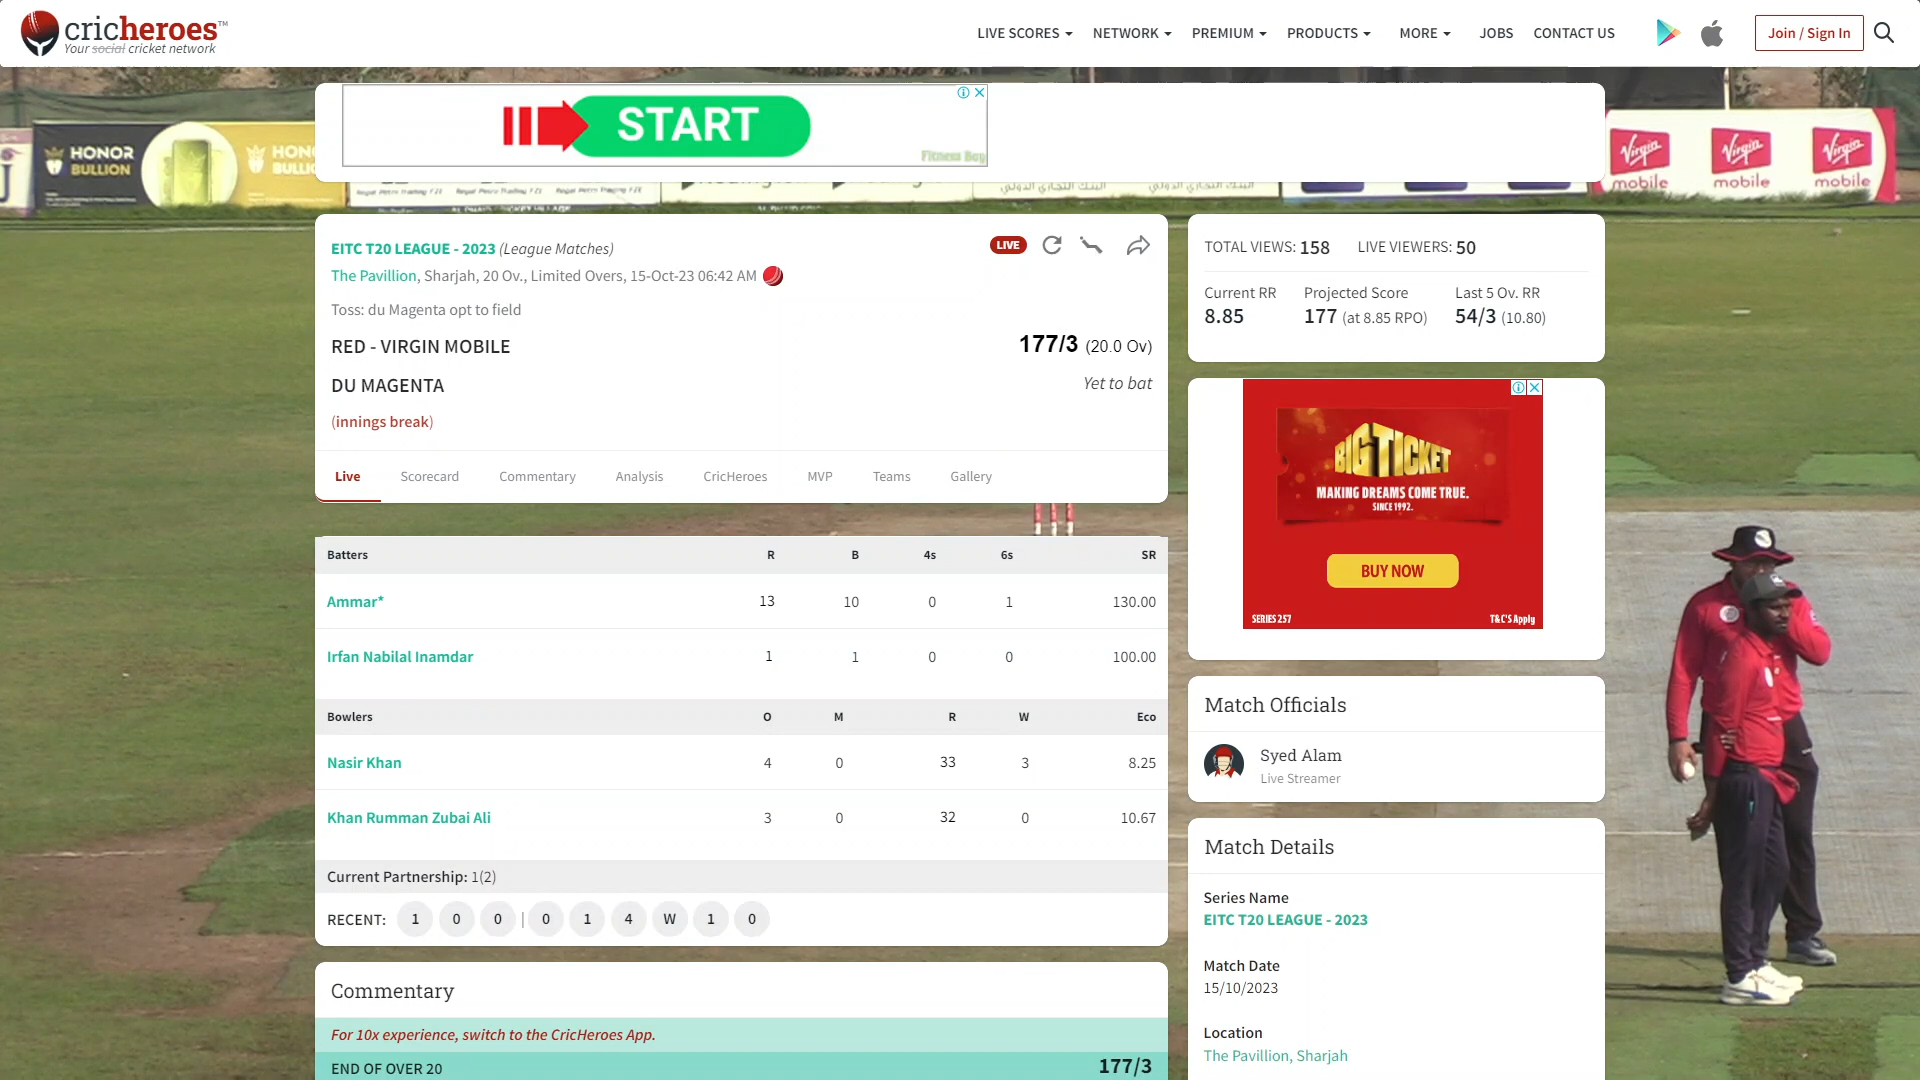 cricheroes™
Your social cricket network
LIVE SCORES NETWORK PREMIUM PRODUCTS MORE JOBS CONTACT US Join / Sign In
START
Fitness Bay
HONOR BULLION
Virgin mobile
Virgin mobile
Virgin mobile
EITC T20 LEAGUE - 2023 (League Matches)
LIVE
The Pavillion, Sharjah, 20 Ov., Limited Overs, 15-Oct-23 06:42 AM
Toss: du Magenta opt to field
RED - VIRGIN MOBILE 177/3 (20.0 Ov)
DU MAGENTA Yet to bat
(innings break)
Live Scorecard Commentary Analysis CricHeroes MVP Teams Gallery
Batters R B 4s 6s SR
Ammar* 13 10 0 1 130.00
Irfan Nabilal Inamdar 1 1 0 0 100.00
Bowlers O M R W Eco
Nasir Khan 4 0 33 3 8.25
Khan Rumman Zubai Ali 3 0 32 0 10.67
Current Partnership: 1(2)
RECENT: 1 0 0 | 0 1 4 W 1 0
Commentary
For 10x experience, switch to the CricHeroes App.
END OF OVER 20 177/3
TOTAL VIEWS: 158 LIVE VIEWERS: 50
Current RR Projected Score Last 5 Ov. RR
8.85 177 (at 8.85 RPO) 54/3 (10.80)
BIG TICKET
MAKING DREAMS COME TRUE.
SINCE 1992.
BUY NOW
SERIES 257 T&C'S Apply
Match Officials
Syed Alam
Live Streamer
Match Details
Series Name
EITC T20 LEAGUE - 2023
Match Date
15/10/2023
Location
The Pavillion, Sharjah